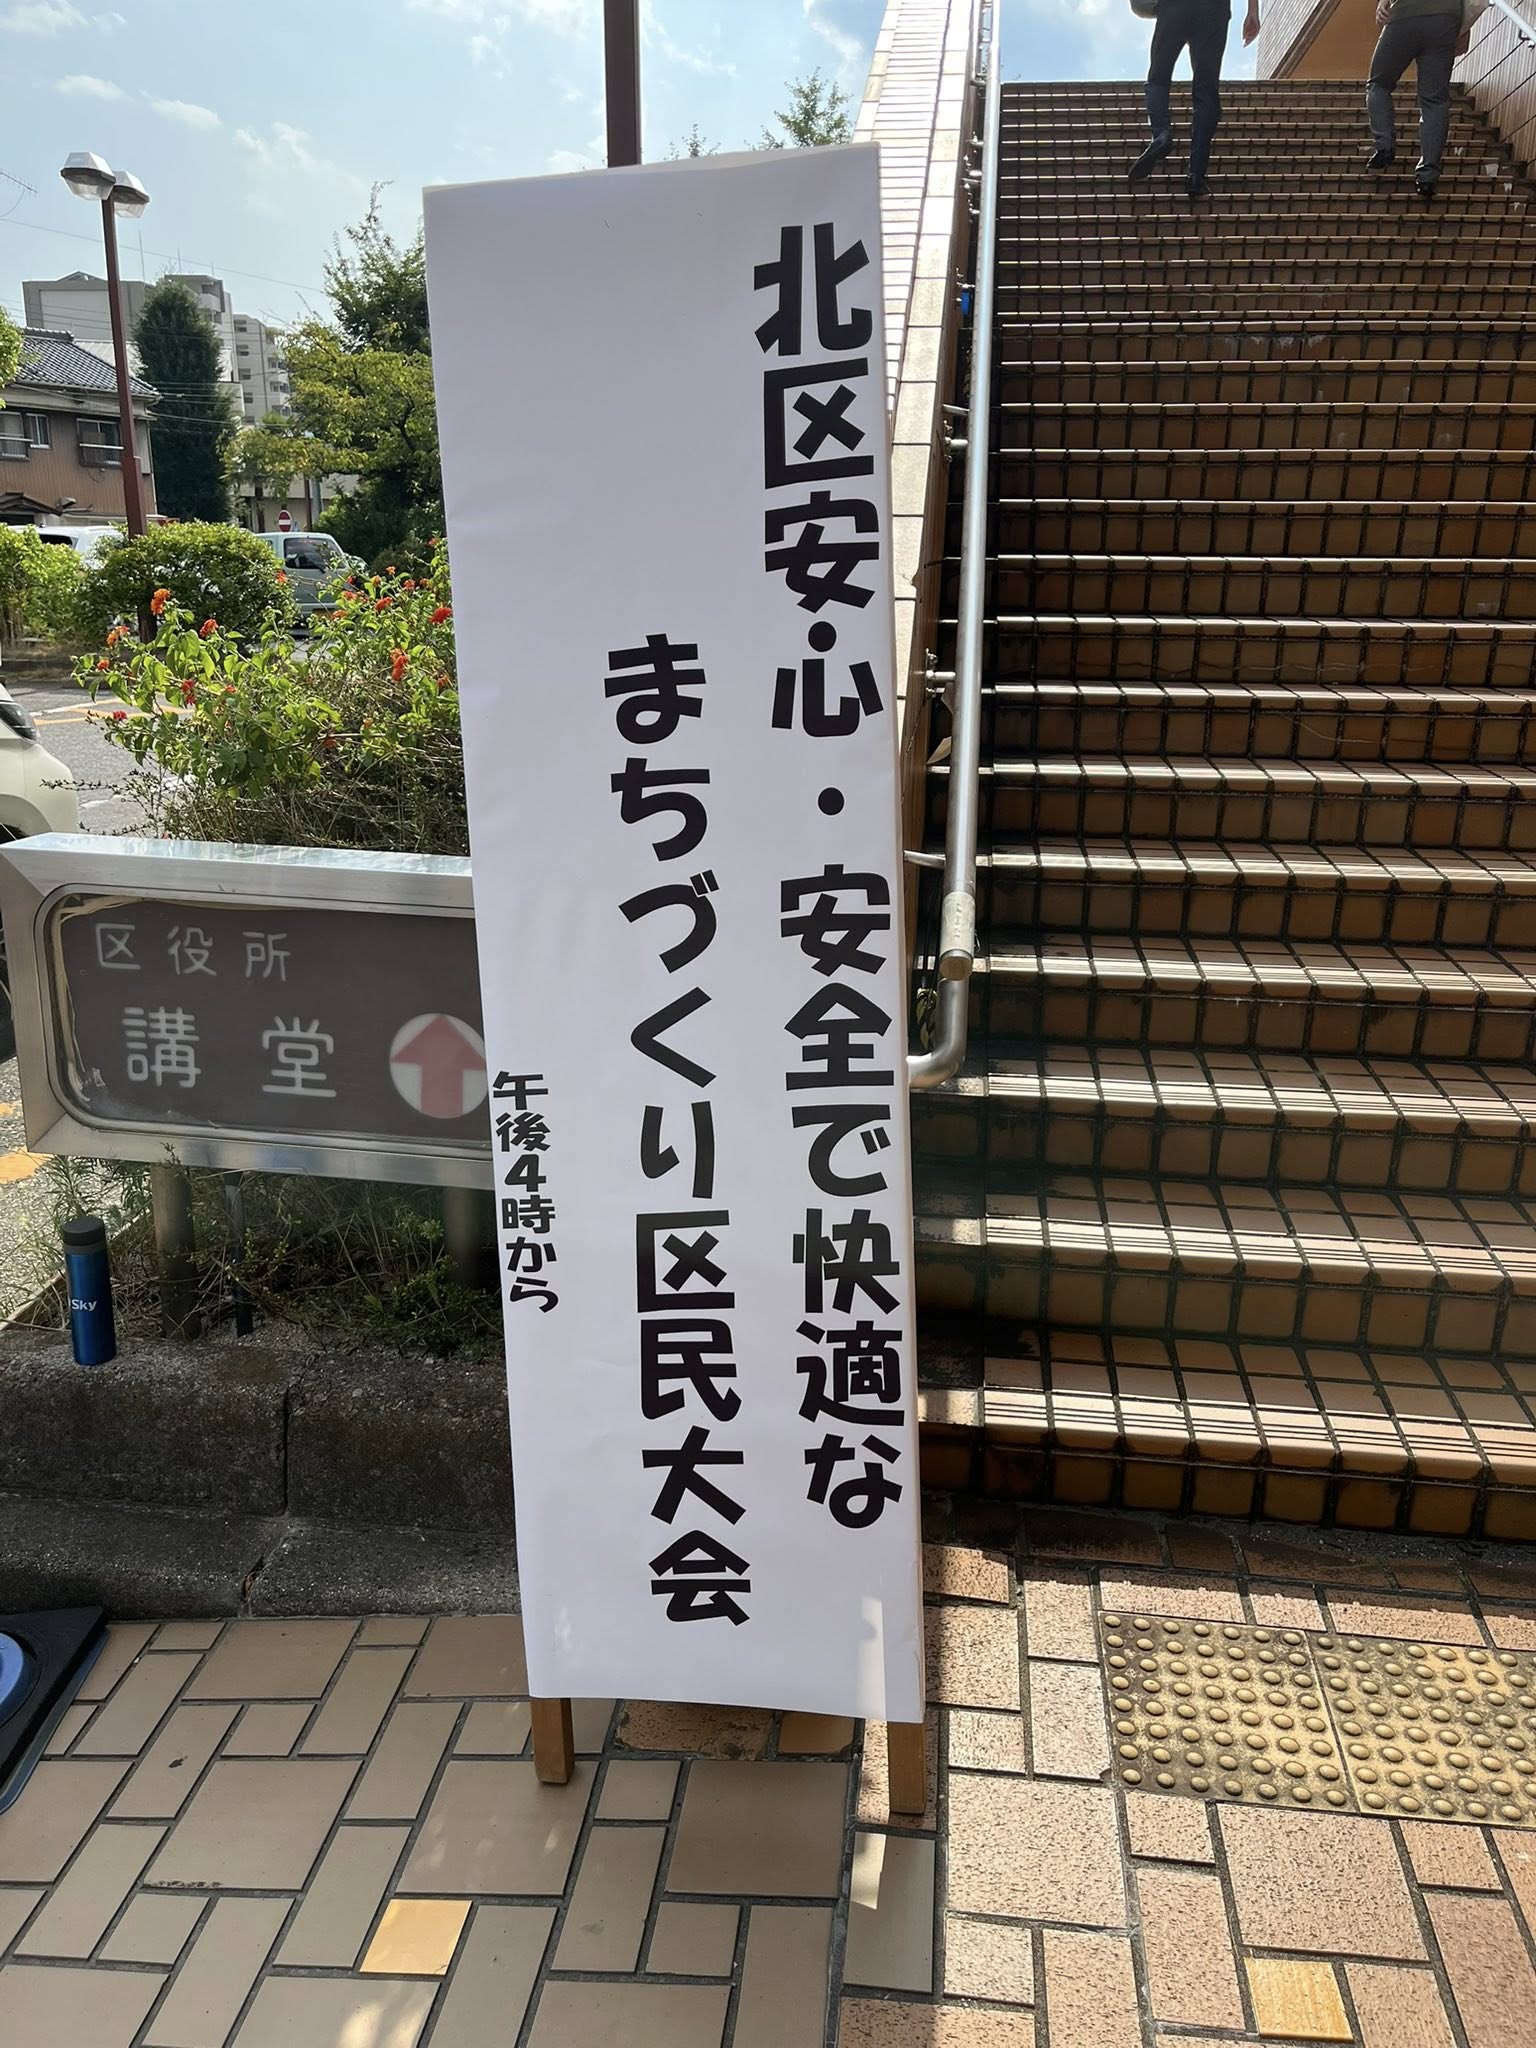 北区安心・安全で快適な
まちづくり区民大会
午後4時から
区役所
講堂
Sky